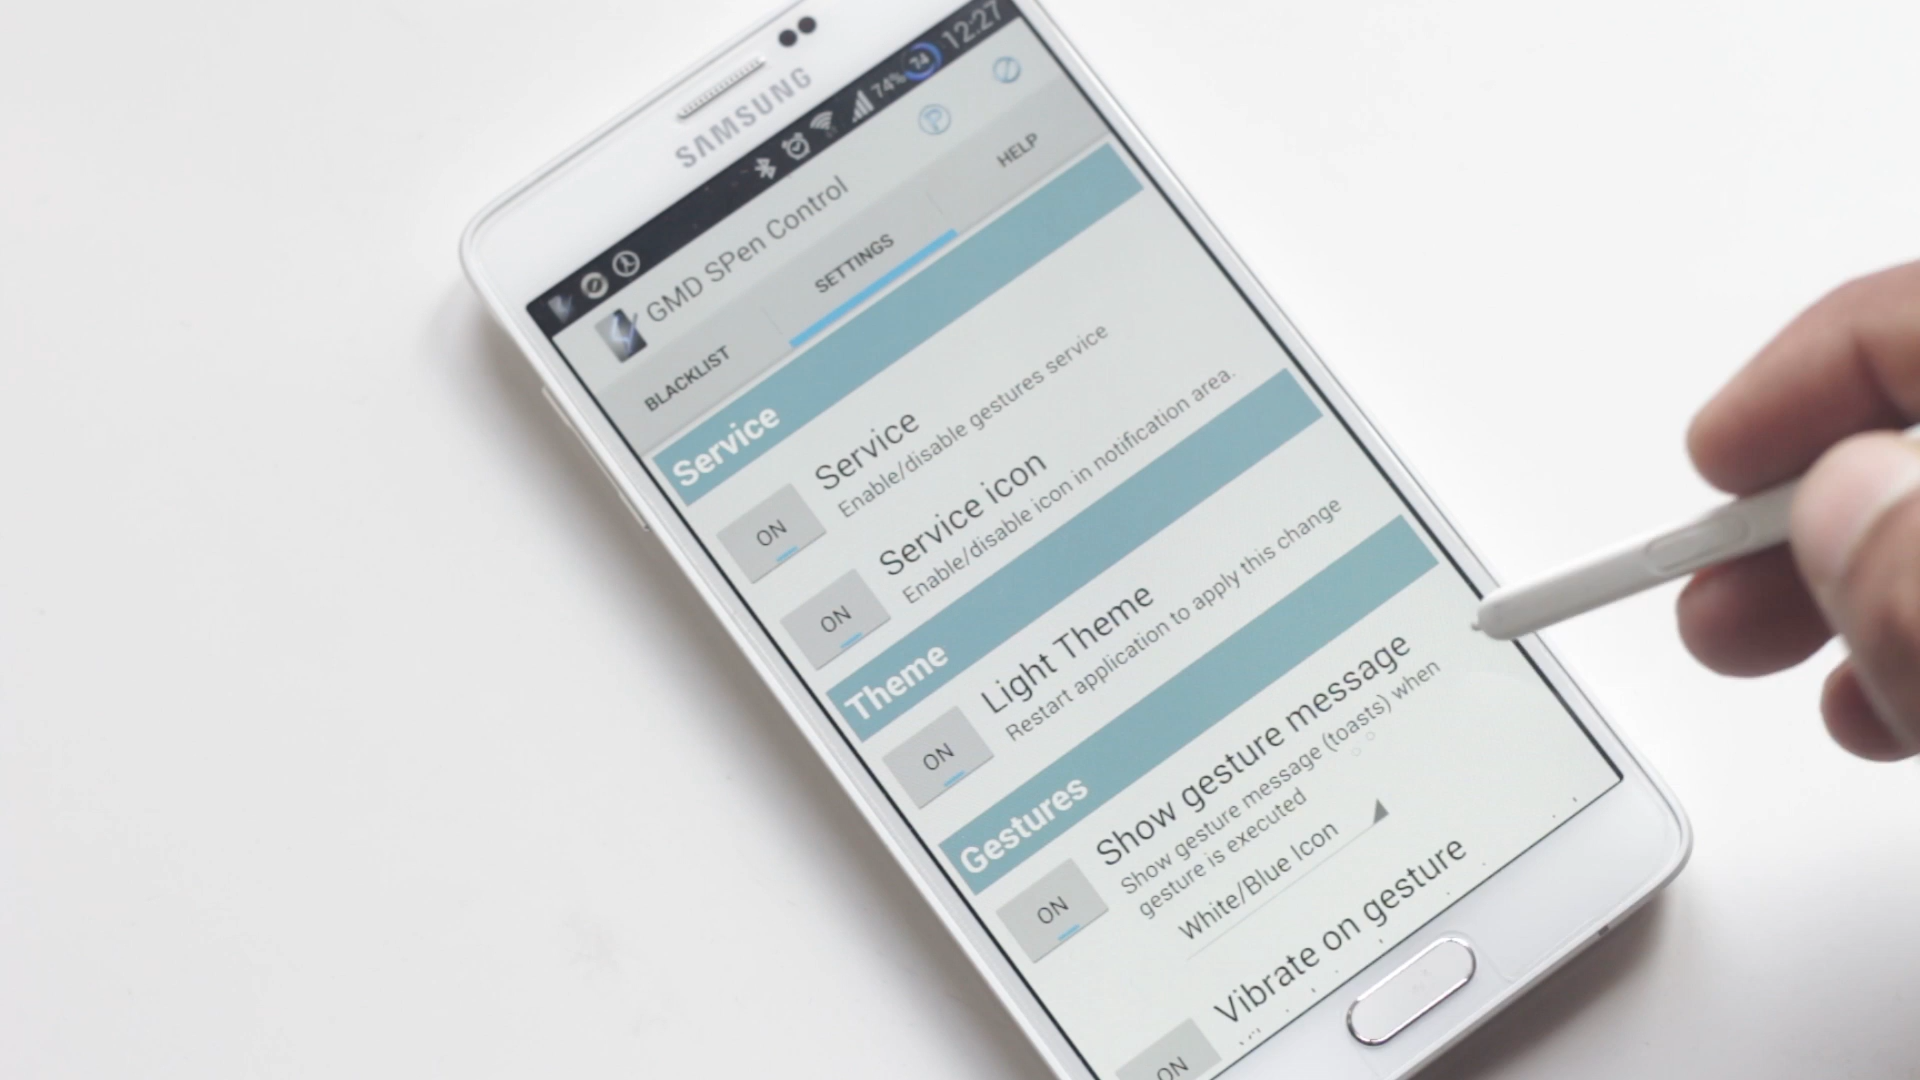 SAMSUNG
74%
74
12:27
GMD SPen Control
BLACKLIST
SETTINGS
HELP
Service
Service
Enable/disable gestures service
ON
Service icon
Enable/disable icon in notification area.
ON
Theme
Light Theme
Restart application to apply this change
ON
Gestures
Show gesture message
Show gesture message (toasts) when
gesture is executed
ON
White/Blue Icon
Vibrate on gesture
ON